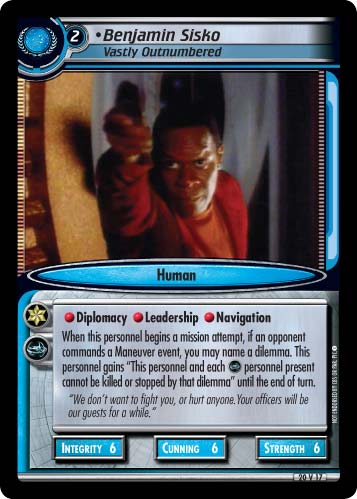 2 •Benjamin Sisko
Vastly Outnumbered
Human
Diplomacy Leadership Navigation
When this personnel begins a mission attempt, if an opponent
commands a Maneuver event, you may name a dilemma. This
personnel gains "This personnel and each personnel present
cannot be killed or stopped by that dilemma" until the end of turn.
"We don't want to fight you, or hurt anyone. Your officers will be
our guests for a while."
INTEGRITY 6 CUNNING 6 STRENGTH 6
20 V 17